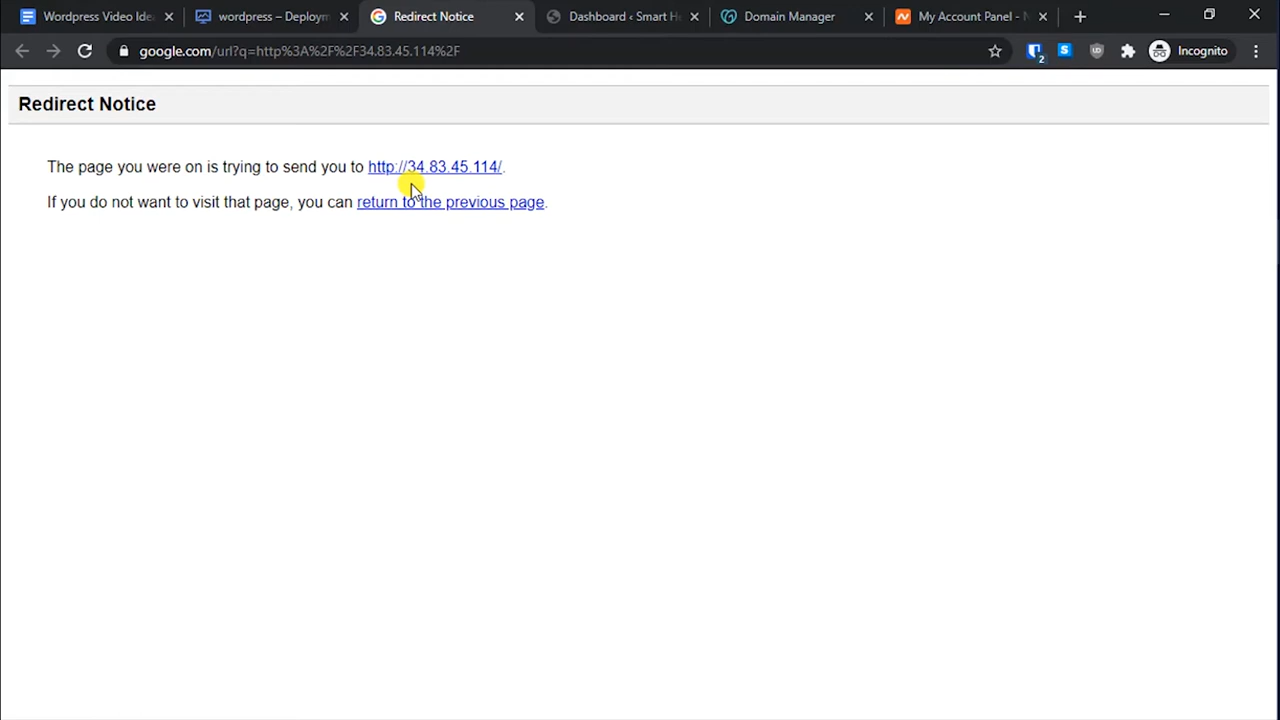 Wordpress Video Ide
wordpress – Deploym
Redirect Notice
Dashboard ‹ Smart H
Domain Manager
My Account Panel - N
google.com/url?q=http%3A%2F%2F34.83.45.114%2F
2
S
Incognito
Redirect Notice
The page you were on is trying to send you to http://34.83.45.114/.
If you do not want to visit that page, you can return to the previous page.